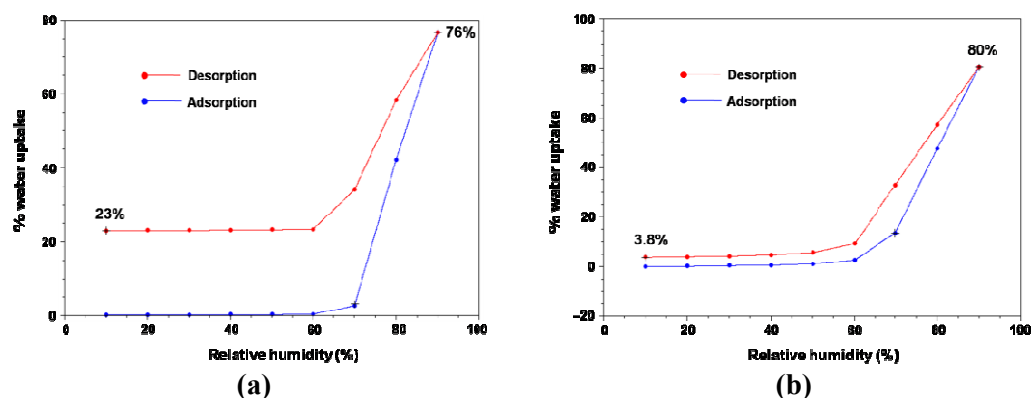 80
60
40
20
0
0
20
40
60
80
100
% water uptake
Relative humidity (%)
Desorption
Adsorption
23%
76%
(a)
100
80
60
40
20
0
−20
0
20
40
60
80
100
% water uptake
Relative humidity (%)
Desorption
Adsorption
3.8%
80%
(b)